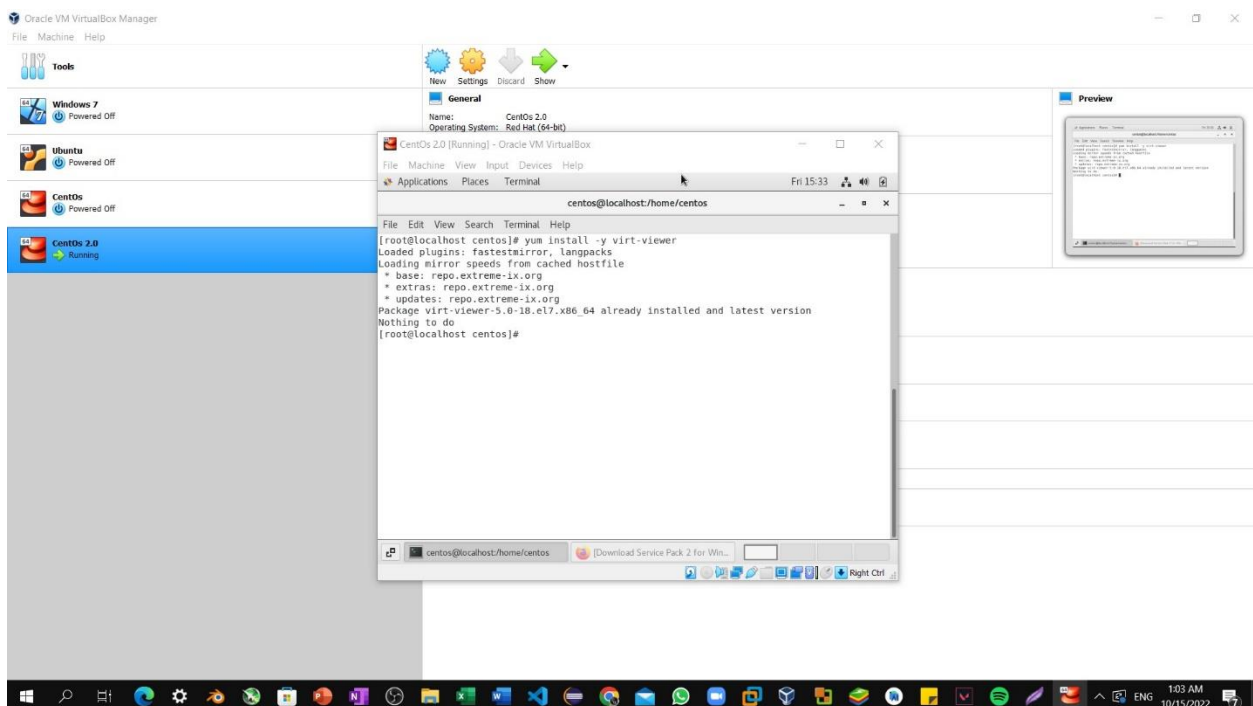 Oracle VM VirtualBox Manager
File Machine Help
Tools
New Settings Discard Show
Windows 7
Powered Off
Ubuntu
Powered Off
CentOs
Powered Off
CentOs 2.0
Running
General
Name: CentOs 2.0
Operating System: Red Hat (64-bit)
Preview
CentOs 2.0 [Running] - Oracle VM VirtualBox
File Machine View Input Devices Help
Applications Places Terminal Fri 15:33
centos@localhost:/home/centos
File Edit View Search Terminal Help
[root@localhost centos]# yum install -y virt-viewer
Loaded plugins: fastestmirror, langpacks
Loading mirror speeds from cached hostfile
* base: repo.extreme-ix.org
* extras: repo.extreme-ix.org
* updates: repo.extreme-ix.org
Package virt-viewer-5.0-18.el7.x86_64 already installed and latest version
Nothing to do
[root@localhost centos]#
centos@localhost:/home/centos [Download Service Pack 2 for Win...
Right Ctrl
ENG 1:03 AM
10/15/2022